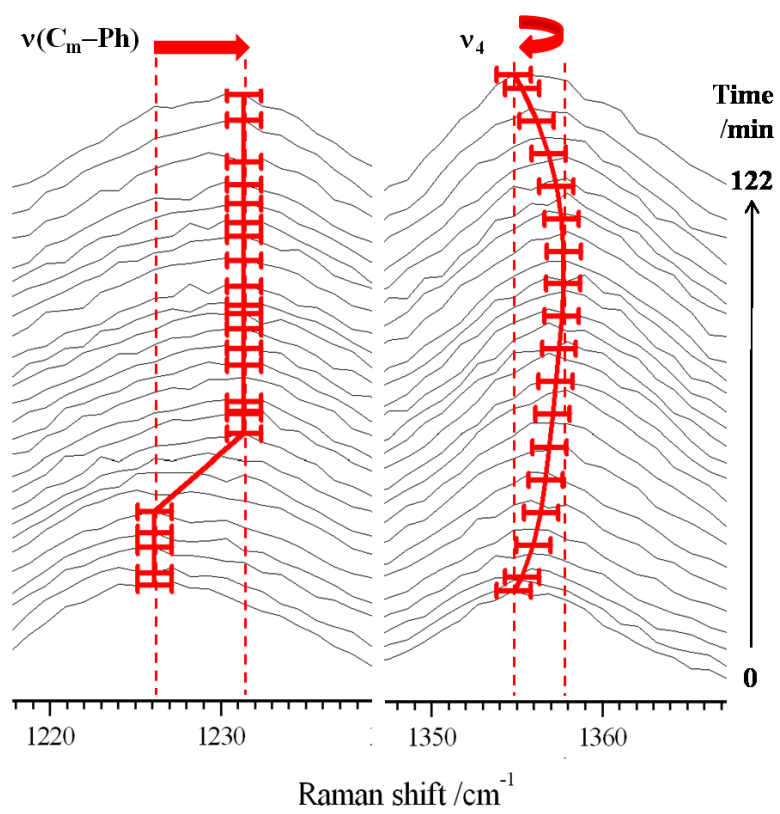 ν(Cm–Ph)
ν4
Time
/min
122
0
1220
1230
1350
1360
Raman shift /cm-1